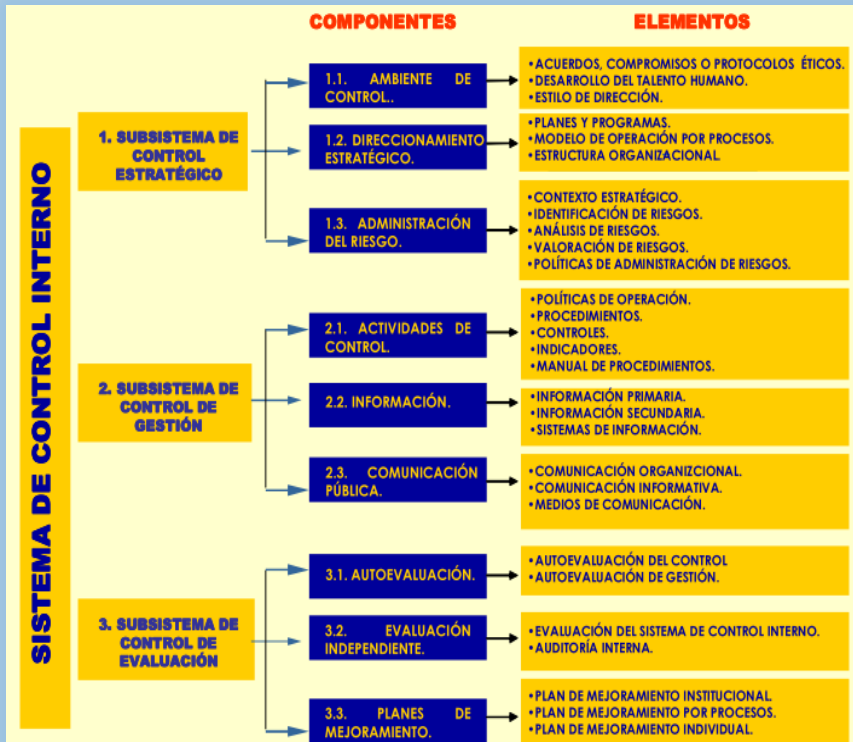 COMPONENTES
ELEMENTOS
SISTEMA DE CONTROL INTERNO
1. SUBSISTEMA DE
CONTROL
ESTRATÉGICO
1.1. AMBIENTE DE
CONTROL..
•ACUERDOS, COMPROMISOS O PROTOCOLOS ÉTICOS.
•DESARROLLO DEL TALENTO HUMANO.
•ESTILO DE DIRECCIÓN.
1.2. DIRECCIONAMIENTO
ESTRATÉGICO.
•PLANES Y PROGRAMAS.
•MODELO DE OPERACIÓN POR PROCESOS.
•ESTRUCTURA ORGANIZACIONAL.
1.3. ADMINISTRACIÓN
DEL RIESGO.
•CONTEXTO ESTRATÉGICO.
•IDENTIFICACIÓN DE RIESGOS.
•ANÁLISIS DE RIESGOS.
•VALORACIÓN DE RIESGOS.
•POLÍTICAS DE ADMINISTRACIÓN DE RIESGOS.
2. SUBSISTEMA DE
CONTROL DE
GESTIÓN
2.1. ACTIVIDADES DE
CONTROL.
•POLÍTICAS DE OPERACIÓN.
•PROCEDIMIENTOS.
•CONTROLES.
•INDICADORES.
•MANUAL DE PROCEDIMIENTOS.
2.2. INFORMACIÓN.
•INFORMACIÓN PRIMARIA.
•INFORMACIÓN SECUNDARIA.
•SISTEMAS DE INFORMACIÓN.
2.3. COMUNICACIÓN
PÚBLICA.
•COMUNICACIÓN ORGANIZCIONAL.
•COMUNICACIÓN INFORMATIVA.
•MEDIOS DE COMUNICACIÓN.
3. SUBSISTEMA DE
CONTROL DE
EVALUACIÓN
3.1. AUTOEVALUACIÓN.
•AUTOEVALUACIÓN DEL CONTROL
•AUTOEVALUACIÓN DE GESTIÓN.
3.2. EVALUACIÓN
INDEPENDIENTE.
•EVALUACIÓN DEL SISTEMA DE CONTROL INTERNO.
•AUDITORÍA INTERNA.
3.3. PLANES DE
MEJORAMIENTO.
•PLAN DE MEJORAMIENTO INSTITUCIONAL.
•PLAN DE MEJORAMIENTO POR PROCESOS.
•PLAN DE MEJORAMIENTO INDIVIDUAL.